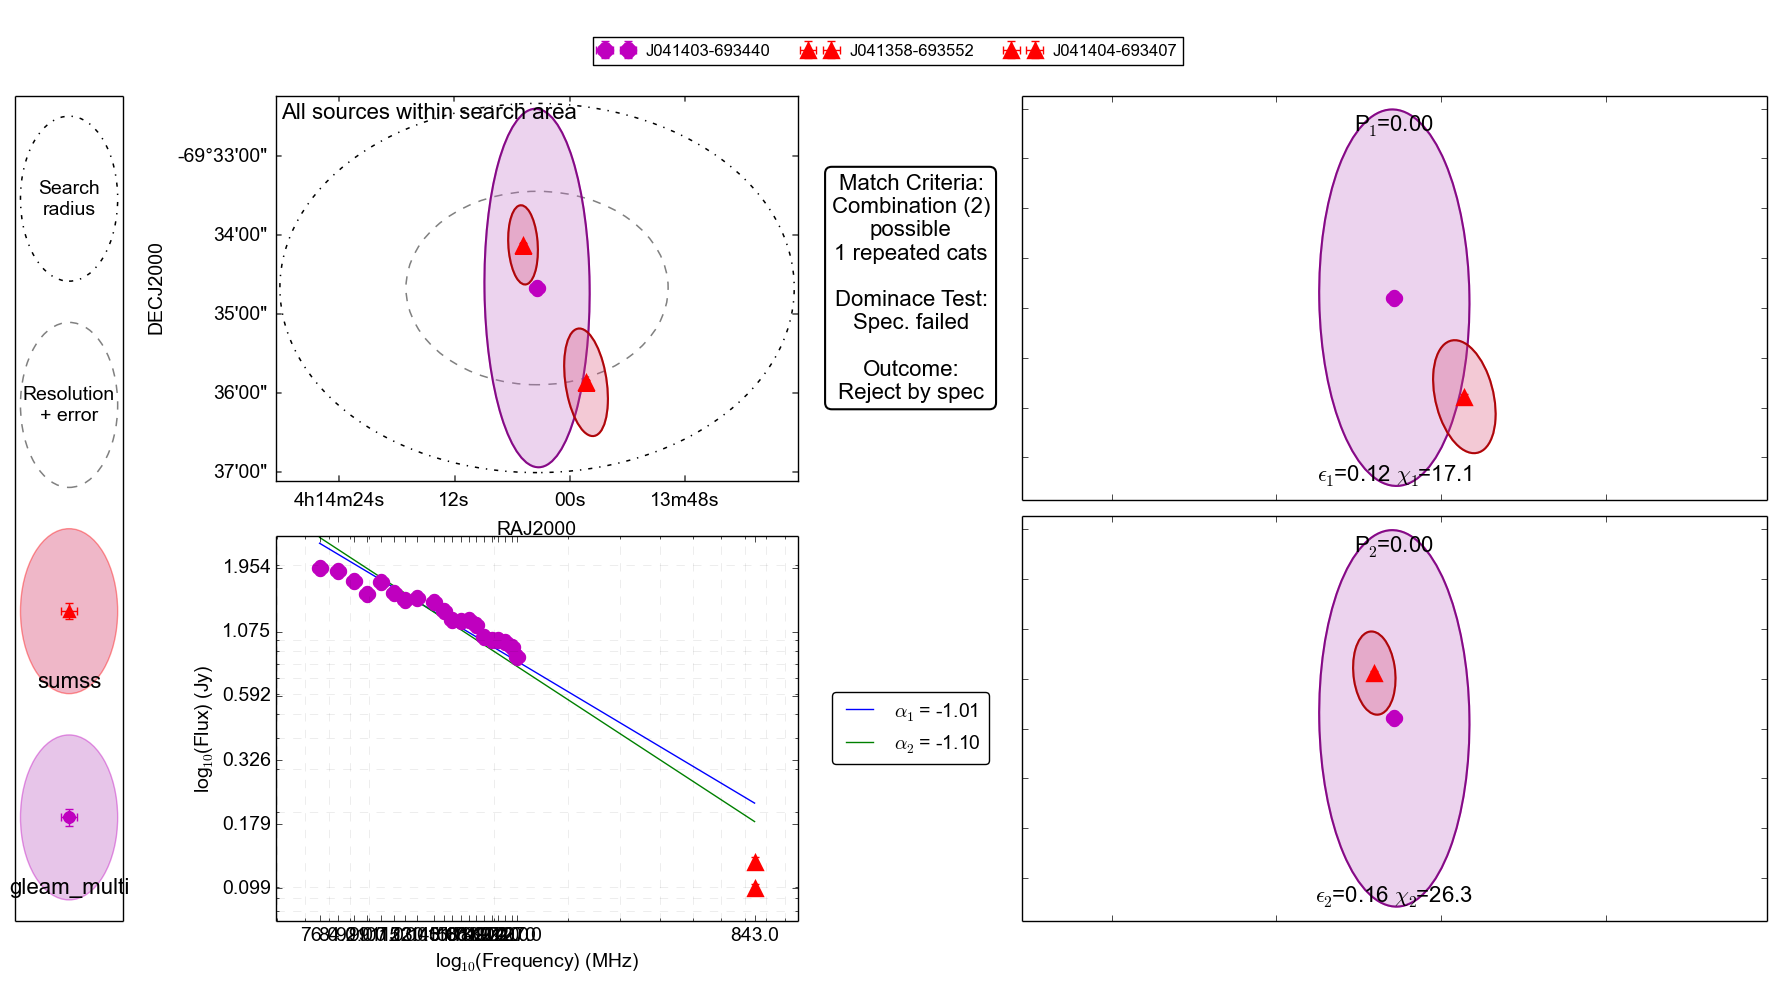 J041403-693440 J041358-693552 J041404-693407
Search
radius
Resolution
+ error
sumss
gleam_multi
All sources within search area
DECJ2000
-69°33'00"
34'00"
35'00"
36'00"
37'00"
4h14m24s 12s 00s 13m48s
RAJ2000
Match Criteria:
Combination (2)
possible
1 repeated cats
Dominace Test:
Spec. failed
Outcome:
Reject by spec
P1=0.00
ϵ1=0.12 χ1=17.1
log10(Flux) (Jy)
1.954
1.075
0.592
0.326
0.179
0.099
843.0
log10(Frequency) (MHz)
α1 = -1.01
α2 = -1.10
P2=0.00
ϵ2=0.16 χ2=26.3